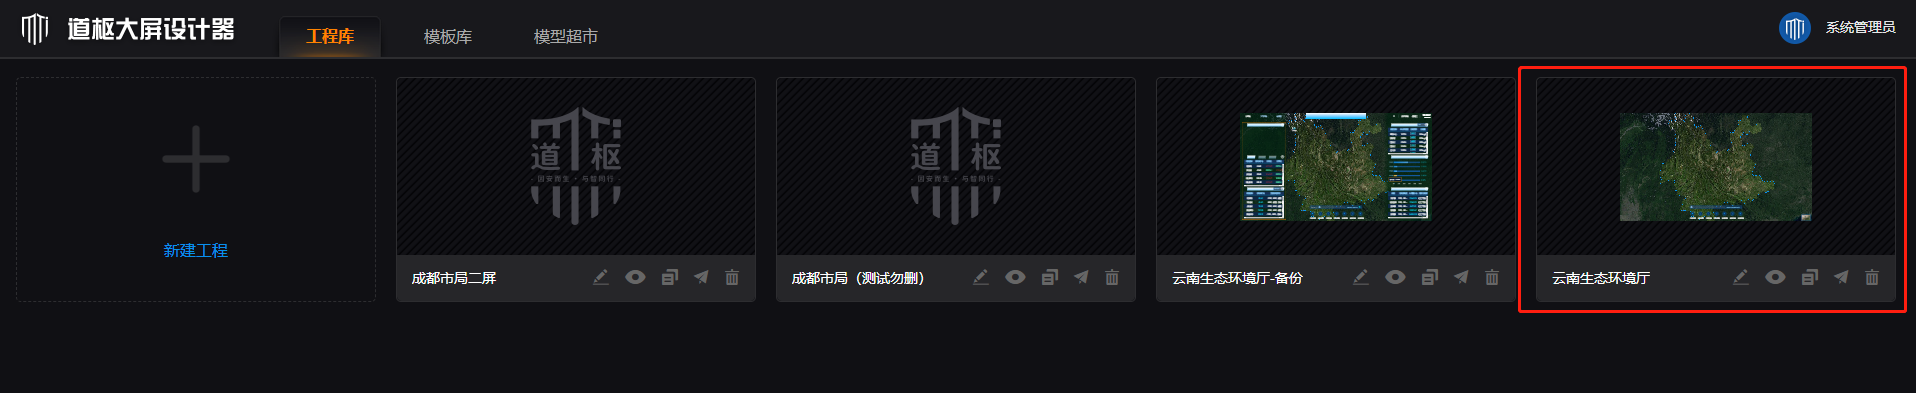 道枢大屏设计器
工程库
模板库
模型超市
系统管理员
新建工程
道 枢
·固安而生·与智同行·
成都市局二屏
道 枢
·固安而生·与智同行·
成都市局（测试勿删）
云南生态环境厅-备份
云南生态环境厅